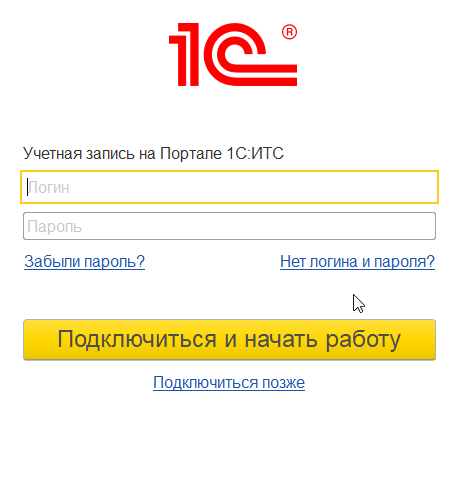 1С®
Учетная запись на Портале 1С:ИТС
Логин
Пароль
Забыли пароль? Нет логина и пароля?
Подключиться и начать работу
Подключиться позже